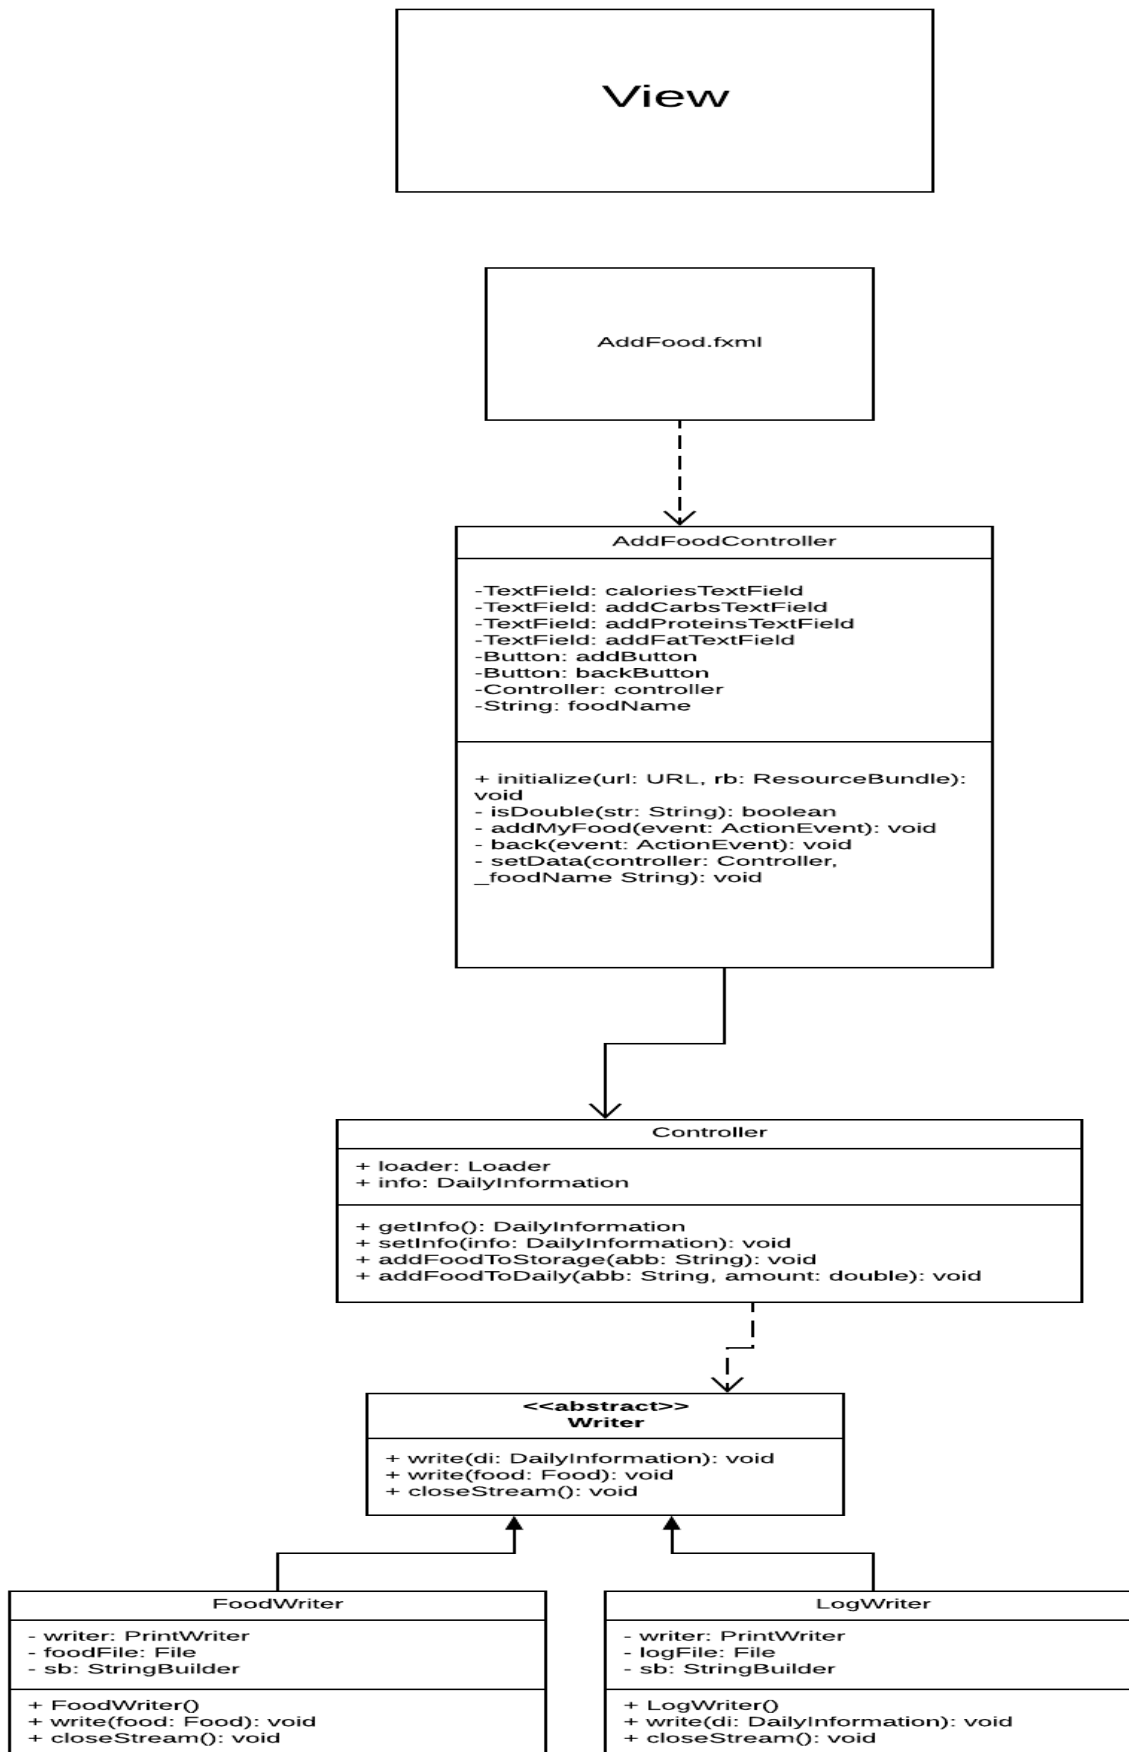 View
AddFood.fxml
AddFoodController
-TextField: caloriesTextField
-TextField: addCarbsTextField
-TextField: addProteinsTextField
-TextField: addFatTextField
-Button: addButton
-Button: backButton
-Controller: controller
-String: foodName
+ initialize(url: URL, rb: ResourceBundle):
void
- isDouble(str: String): boolean
- addMyFood(event: ActionEvent): void
- back(event: ActionEvent): void
- setData(controller: Controller,
_foodName String): void
Controller
+ loader: Loader
+ info: DailyInformation
+ getInfo(): DailyInformation
+ setInfo(info: DailyInformation): void
+ addFoodToStorage(abb: String): void
+ addFoodToDaily(abb: String, amount: double): void
<<abstract>>
Writer
+ write(di: DailyInformation): void
+ write(food: Food): void
+ closeStream(): void
FoodWriter
- writer: PrintWriter
- foodFile: File
- sb: StringBuilder
+ FoodWriter()
+ write(food: Food): void
+ closeStream(): void
LogWriter
- writer: PrintWriter
- logFile: File
- sb: StringBuilder
+ LogWriter()
+ write(di: DailyInformation): void
+ closeStream(): void